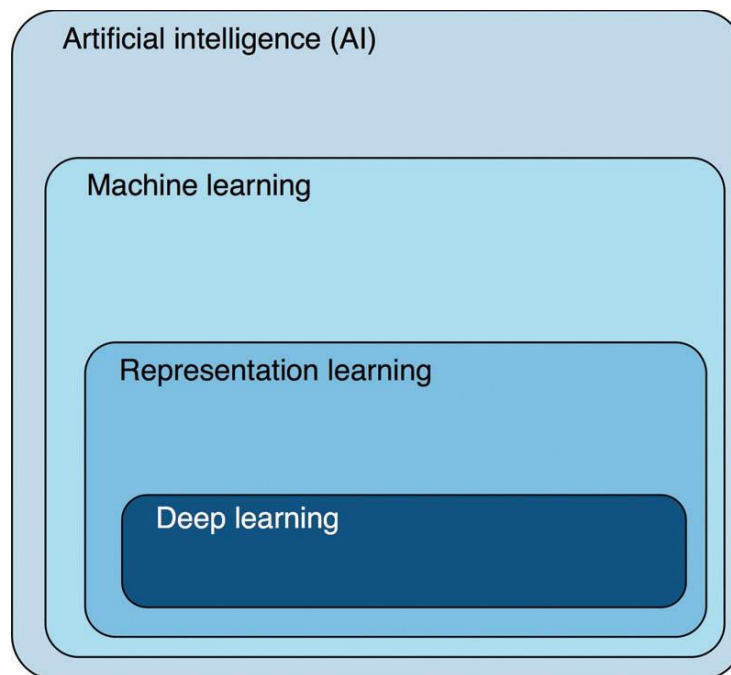 Artificial intelligence (AI)
Machine learning
Representation learning
Deep learning